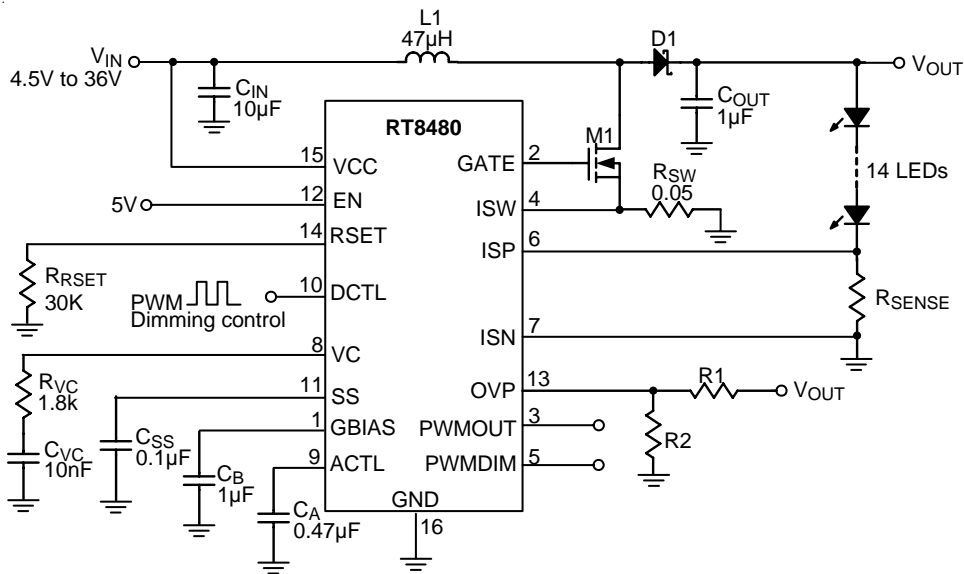 L1
47µH
D1
VIN
4.5V to 36V
VOUT
CIN
10µF
COUT
1µF
RT8480
M1
15
VCC
GATE
2
14 LEDs
RSW
0.05
5V
12
EN
ISW
4
14
RSET
ISP
6
RRSET
30K
PWM
Dimming control
10
DCTL
RSENSE
ISN
7
8
VC
RVC
1.8k
OVP
13
R1
VOUT
11
SS
CSS
0.1µF
1
GBIAS
PWMOUT
3
R2
CVC
10nF
CB
1µF
9
ACTL
PWMDIM
5
CA
0.47µF
GND
16